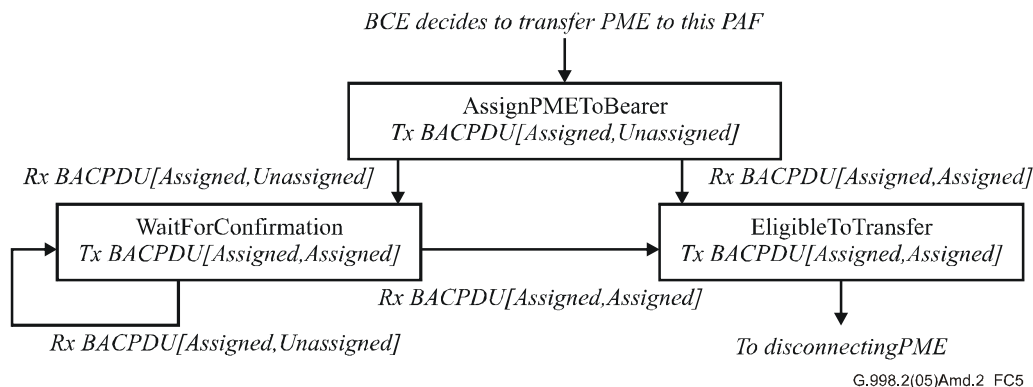 BCE decides to transfer PME to this PAF
AssignPMEToBearer
Tx BACPDU[Assigned,Unassigned]
Rx BACPDU[Assigned,Unassigned]
Rx BACPDU[Assigned,Assigned]
WaitForConfirmation
Tx BACPDU[Assigned,Assigned]
EligibleToTransfer
Tx BACPDU[Assigned,Assigned]
Rx BACPDU[Assigned,Assigned]
Rx BACPDU[Assigned,Unassigned]
To disconnectingPME
G.998.2(05)Amd.2_FC5